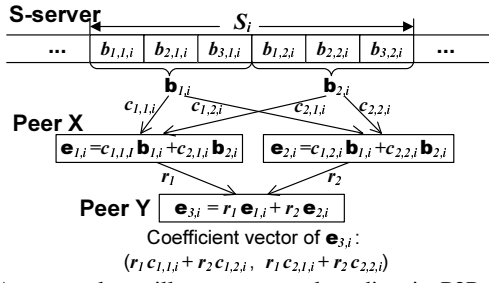 S-server
S_i
... b_{1,1,i} b_{2,1,i} b_{3,1,i} b_{1,2,i} b_{2,2,i} b_{3,2,i} ...
b_{1,i} b_{2,i}
c_{1,1,i} c_{1,2,i} c_{2,1,i} c_{2,2,i}
Peer X
e_{1,i}=c_{1,1,I} b_{1,i}+c_{2,1,i} b_{2,i} e_{2,i}=c_{1,2,i} b_{1,i}+c_{2,2,i} b_{2,i}
r_1 r_2
Peer Y e_{3,i} = r_1 e_{1,i} + r_2 e_{2,i}
Coefficient vector of e_{3,i}:
(r_1 c_{1,1,i} + r_2 c_{1,2,i}, r_1 c_{2,1,i} + r_2 c_{2,2,i})